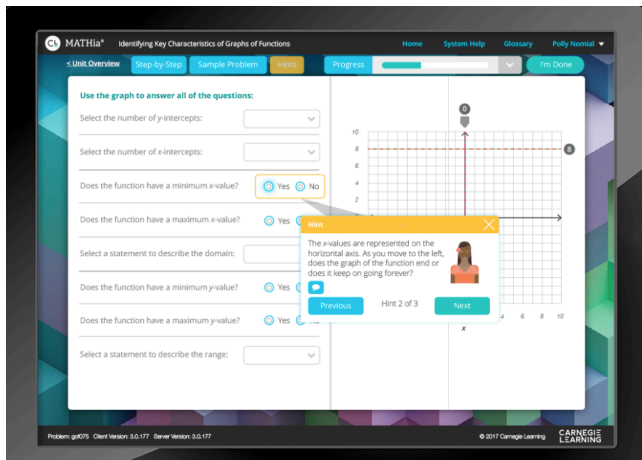 CL MATHia® Identifying Key Characteristics of Graphs of Functions Home System Help Glossary Polly Nomial
< Unit Overview Step-by-Step Sample Problem Hints Progress I'm Done
Use the graph to answer all of the questions:
Select the number of y-intercepts:
Select the number of x-intercepts:
Does the function have a minimum x-value? Yes No
Does the function have a maximum x-value? Yes
Select a statement to describe the domain:
Does the function have a minimum y-value? Yes
Does the function have a maximum y-value? Yes No
Select a statement to describe the range:
0
10
8 8
6
4
2
Hint
The x-values are represented on the
horizontal axis. As you move to the left,
does the graph of the function end or
does it keep on going forever?
Previous Hint 2 of 3 Next
4 6 8 10
x
Problem: gof075 Client Version: 3.0.177 Server Version: 3.0.177 © 2017 Carnegie Learning CARNEGIE
LEARNING